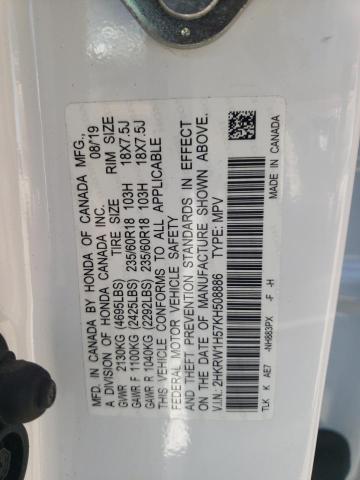 MFD. IN CANADA BY HONDA OF CANADA MFG.,
A DIVISION OF HONDA CANADA INC. 08/19
TIRE SIZE RIM SIZE
GVWR 2130KG (4695LBS)
GAWR F 1100KG (2425LBS) 235/60R18 103H 18X7.5J
GAWR R 1040KG (2292LBS) 235/60R18 103H 18X7.5J
THIS VEHICLE CONFORMS TO ALL APPLICABLE
FEDERAL MOTOR VEHICLE SAFETY
AND THEFT PREVENTION STANDARDS IN EFFECT
ON THE DATE OF MANUFACTURE SHOWN ABOVE.
V.I.N: 2HKRW1H57KH508886 TYPE: MPV
TLK K AE7 -NH883PX -F -H
MADE IN CANADA